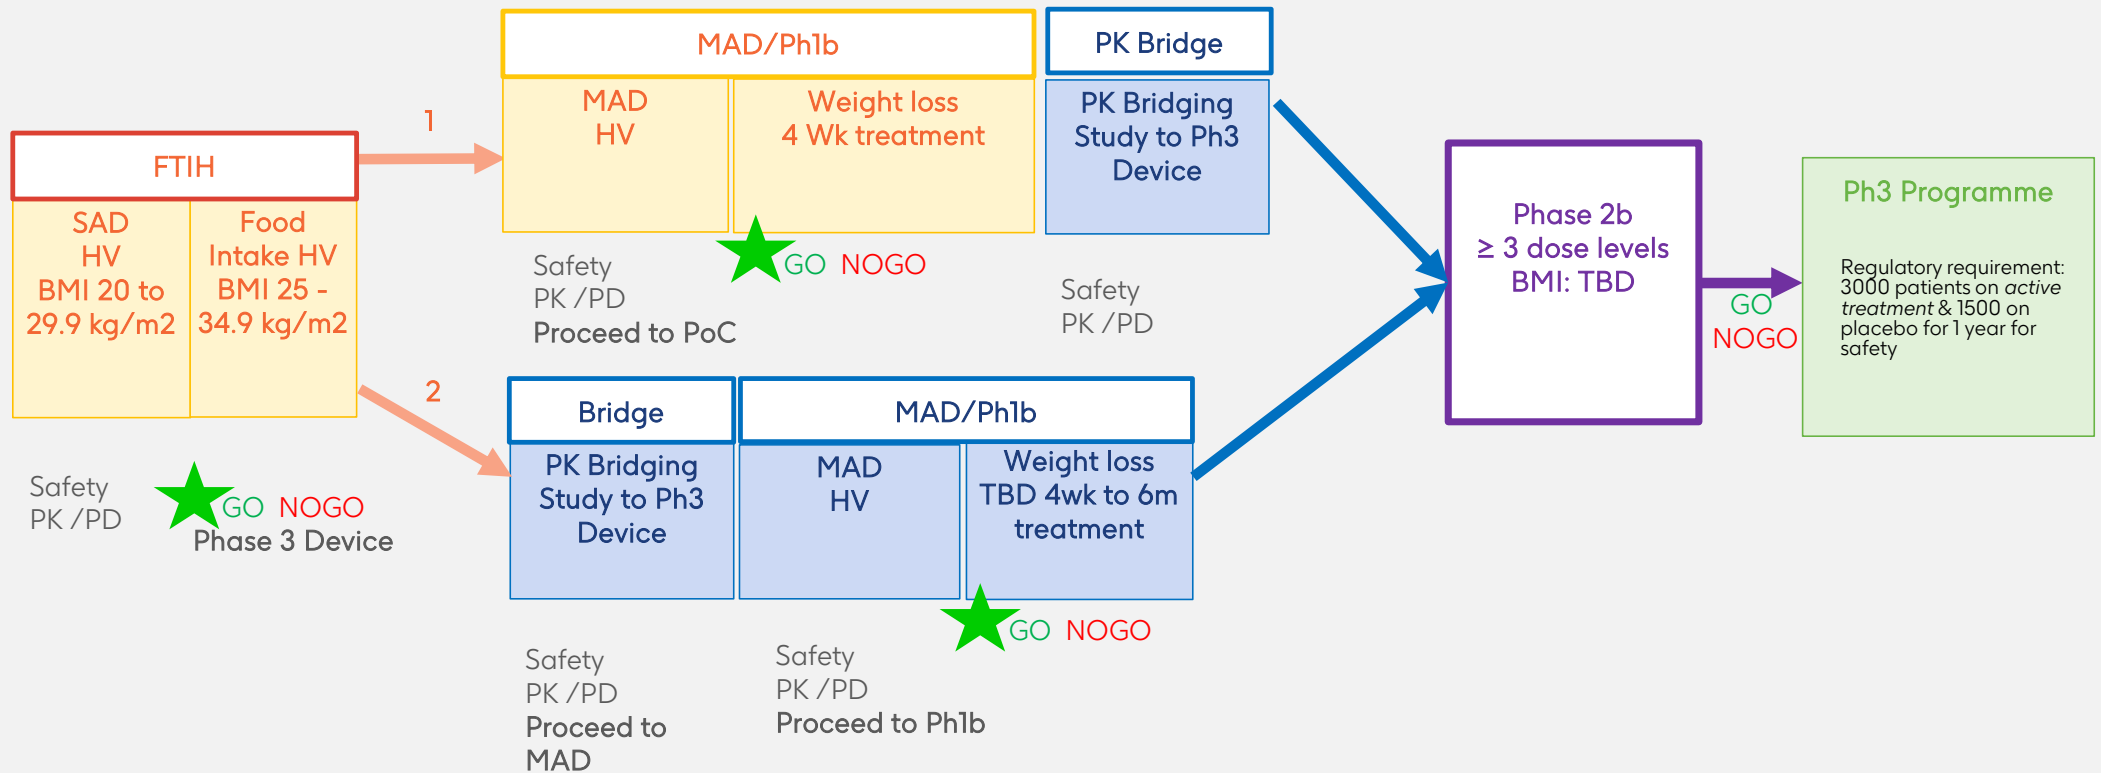 FTIH
SAD
HV
BMI 20 to
29.9 kg/m2
Food
Intake HV
BMI 25 -
34.9 kg/m2
Safety
PK /PD
GO NOGO
Phase 3 Device
1
MAD/Ph1b
MAD
HV
Weight loss
4 Wk treatment
Safety
PK /PD
Proceed to PoC
GO NOGO
PK Bridge
PK Bridging
Study to Ph3
Device
Safety
PK /PD
2
Bridge
PK Bridging
Study to Ph3
Device
Safety
PK /PD
Proceed to
MAD
MAD/Ph1b
MAD
HV
Weight loss
TBD 4wk to 6m
treatment
Safety
PK /PD
Proceed to Ph1b
GO NOGO
Phase 2b
≥ 3 dose levels
BMI: TBD
GO
NOGO
Ph3 Programme
Regulatory requirement:
3000 patients on active
treatment & 1500 on
placebo for 1 year for
safety